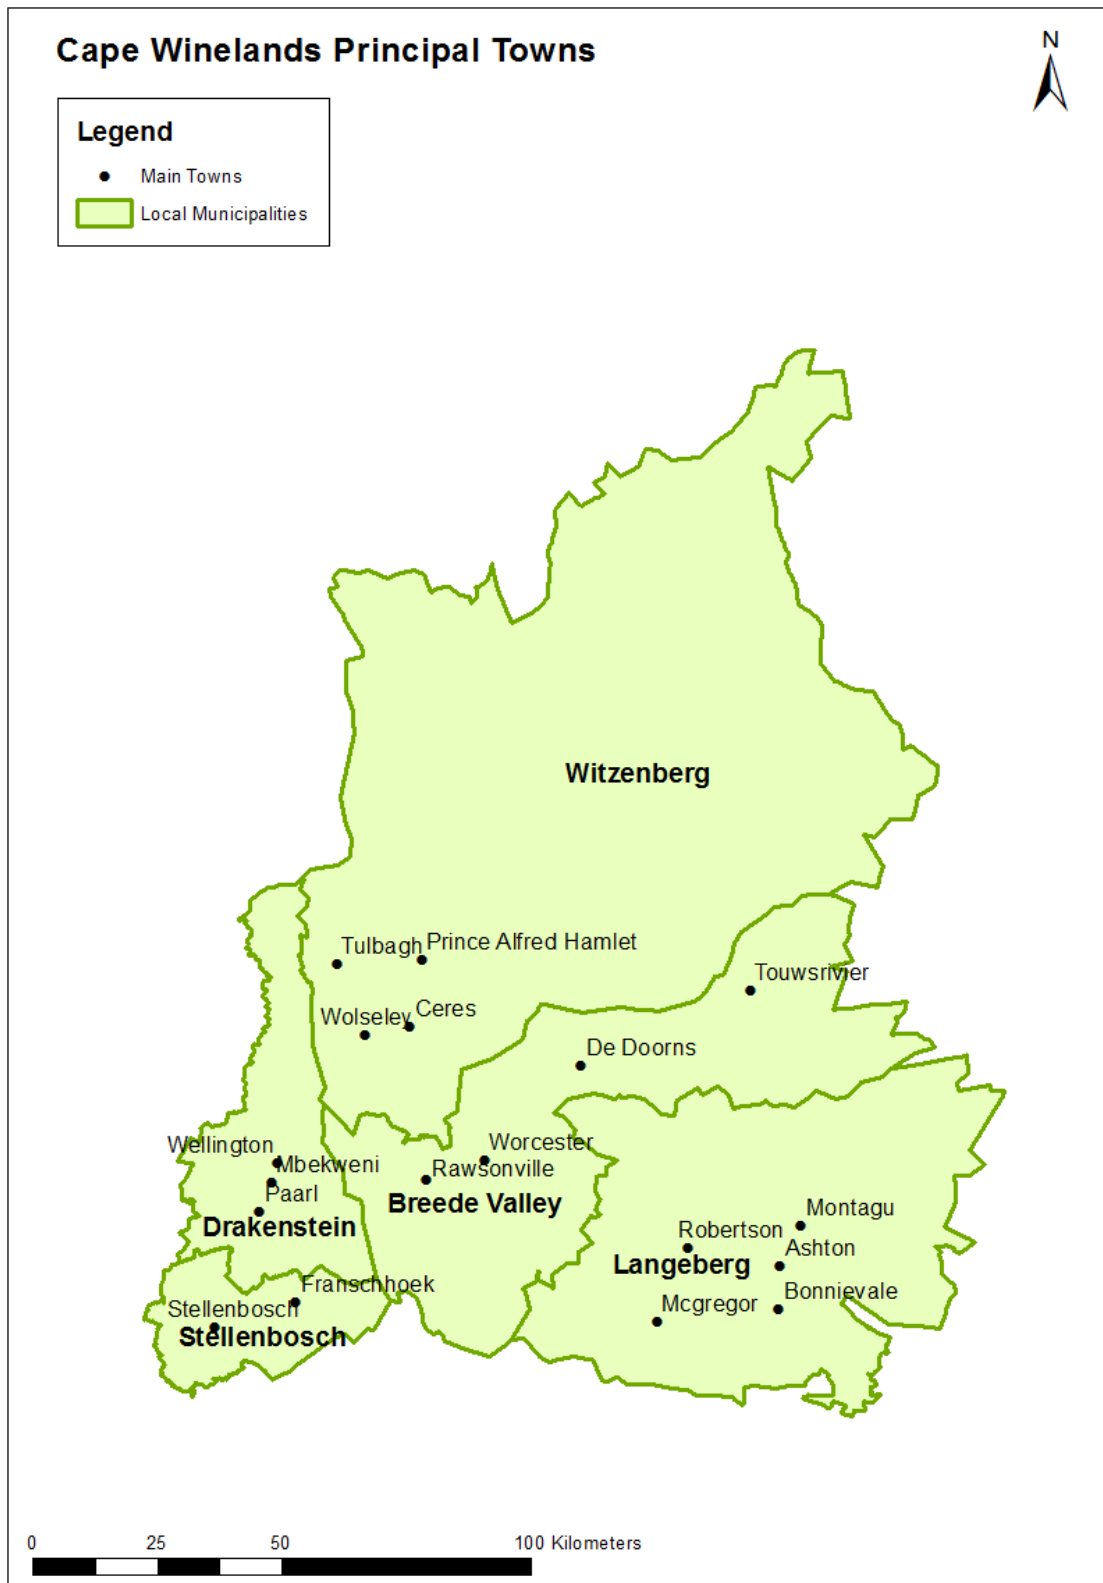 Cape Winelands Principal Towns
N
Legend
Main Towns
Local Municipalities
Witzenberg
Tulbagh
Prince Alfred Hamlet
Touwsrivier
Wolseley
Ceres
De Doorns
Wellington
Worcester
Mbekweni
Rawsonville
Paarl
Breede Valley
Drakenstein
Montagu
Robertson
Ashton
Langeberg
Franschhoek
Bonnievale
Stellenbosch
Mcgregor
Stellenbosch
0 25 50 100 Kilometers